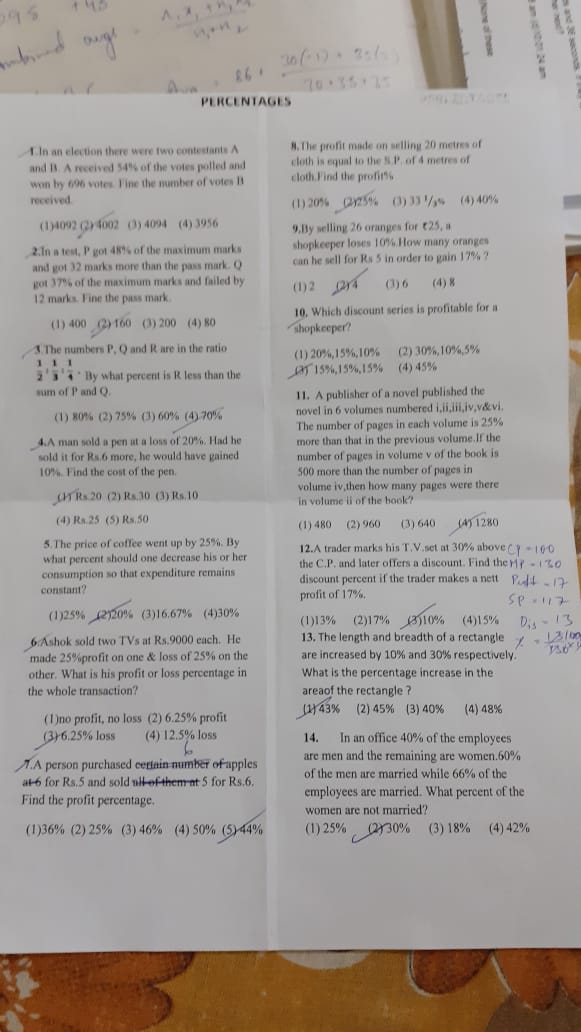 PERCENTAGES
1.In an election there were two contestants A
and B. A received 54% of the votes polled and
won by 696 votes. Fine the number of votes B
received.
(1)4092 (2) 4002 (3) 4094 (4) 3956
2.In a test, P got 48% of the maximum marks
and got 32 marks more than the pass mark. Q
got 37% of the maximum marks and failed by
12 marks. Fine the pass mark.
(1) 400 (2) 160 (3) 200 (4) 80
3.The numbers P, Q and R are in the ratio
1/2 : 1/3 : 1/4 . By what percent is R less than the
sum of P and Q.
(1) 80% (2) 75% (3) 60% (4) 70%
4.A man sold a pen at a loss of 20%. Had he
sold it for Rs.6 more, he would have gained
10%. Find the cost of the pen.
(1) Rs.20 (2) Rs.30 (3) Rs.10
(4) Rs.25 (5) Rs.50
5.The price of coffee went up by 25%. By
what percent should one decrease his or her
consumption so that expenditure remains
constant?
(1)25% (2)20% (3)16.67% (4)30%
6.Ashok sold two TVs at Rs.9000 each. He
made 25%profit on one & loss of 25% on the
other. What is his profit or loss percentage in
the whole transaction?
(1)no profit, no loss (2) 6.25% profit
(3) 6.25% loss (4) 12.5% loss
6
7.A person purchased certain number of apples
at 6 for Rs.5 and sold all of them at 5 for Rs.6.
Find the profit percentage.
(1)36% (2) 25% (3) 46% (4) 50% (5) 44%
8.The profit made on selling 20 metres of
cloth is equal to the S.P. of 4 metres of
cloth.Find the profit%
(1) 20% (2)25% (3) 33 1/3% (4) 40%
9.By selling 26 oranges for ₹25, a
shopkeeper loses 10%.How many oranges
can he sell for Rs 5 in order to gain 17% ?
(1) 2 (2) 4 (3) 6 (4) 8
10. Which discount series is profitable for a
shopkeeper?
(1) 20%,15%,10% (2) 30%,10%,5%
(3) 15%,15%,15% (4) 45%
11. A publisher of a novel published the
novel in 6 volumes numbered i,ii,iii,iv,v&vi.
The number of pages in each volume is 25%
more than that in the previous volume.If the
number of pages in volume v of the book is
500 more than the number of pages in
volume iv,then how many pages were there
in volume ii of the book?
(1) 480 (2) 960 (3) 640 (4) 1280
12.A trader marks his T.V.set at 30% above CP = 100
the C.P. and later offers a discount. Find the MP = 130
discount percent if the trader makes a nett
profit of 17%.
SP = 117
(1)13% (2)17% (3)10% (4)15% Dis = 13
13. The length and breadth of a rectangle
are increased by 10% and 30% respectively.
What is the percentage increase in the
areaof the rectangle ?
(1) 43% (2) 45% (3) 40% (4) 48%
14. In an office 40% of the employees
are men and the remaining are women.60%
of the men are married while 66% of the
employees are married. What percent of the
women are not married?
(1) 25% (2) 30% (3) 18% (4) 42%